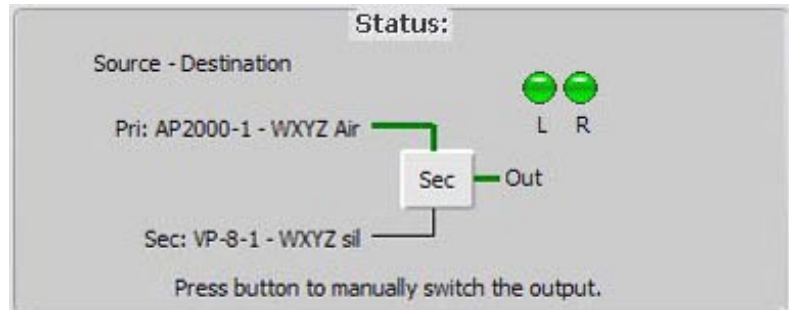 Status:
Source - Destination
Pri: AP2000-1 - WXYZ Air
L R
Sec
Out
Sec: VP-8-1 - WXYZ sil
Press button to manually switch the output.